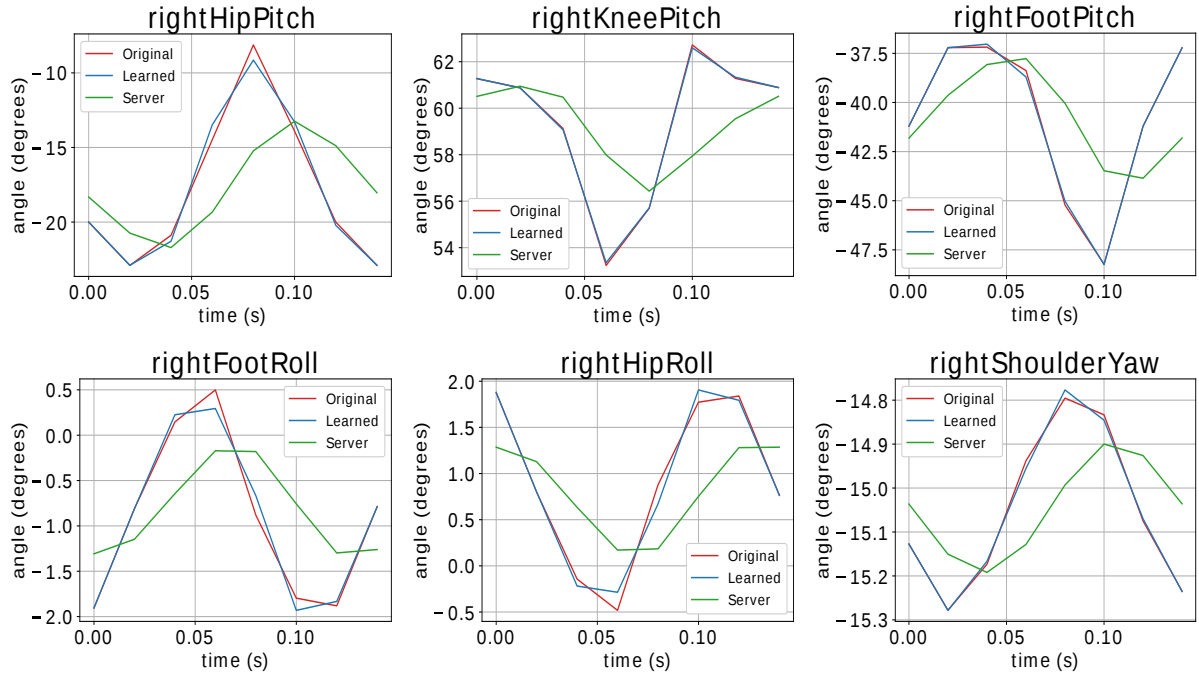 rightHipPitch
angle (degrees)
−10
−15
−20
Original
Learned
Server
0.00 0.05 0.10
time (s)
rightKneePitch
angle (degrees)
62
60
58
56
54
Original
Learned
Server
0.00 0.05 0.10
time (s)
rightFootPitch
angle (degrees)
−37.5
−40.0
−42.5
−45.0
−47.5
Original
Learned
Server
0.00 0.05 0.10
time (s)
rightFootRoll
angle (degrees)
0.5
0.0
−0.5
−1.0
−1.5
−2.0
Original
Learned
Server
0.00 0.05 0.10
time (s)
rightHipRoll
angle (degrees)
2.0
1.5
1.0
0.5
0.0
−0.5
Original
Learned
Server
0.00 0.05 0.10
time (s)
rightShoulderYaw
angle (degrees)
−14.8
−14.9
−15.0
−15.1
−15.2
−15.3
Original
Learned
Server
0.00 0.05 0.10
time (s)